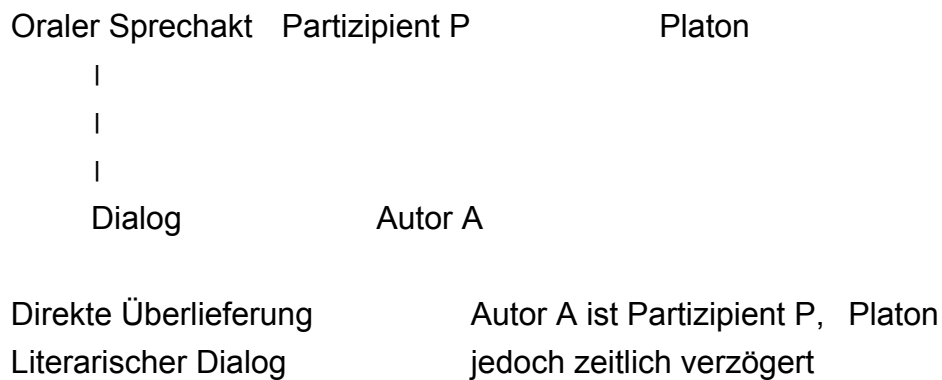 Oraler Sprechakt Partizipient P Platon
|
|
|
Dialog Autor A
Direkte Überlieferung Autor A ist Partizipient P, Platon
Literarischer Dialog jedoch zeitlich verzögert